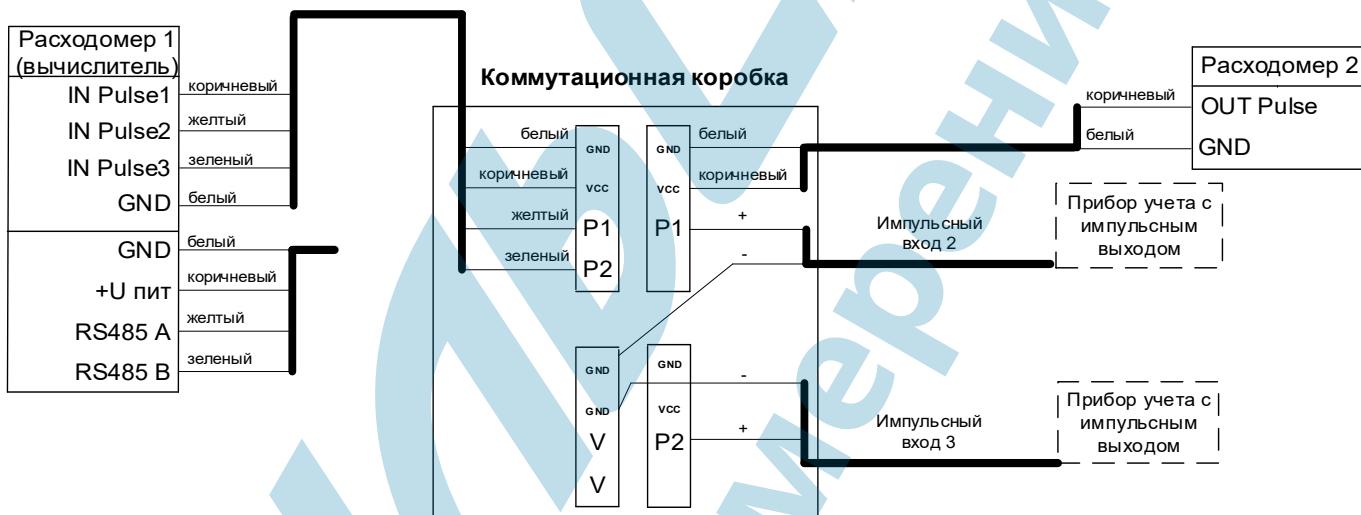 Расходомер 1
(вычислитель)
IN Pulse1
коричневый
IN Pulse2
желтый
IN Pulse3
зеленый
GND
белый
GND
белый
+U пит
коричневый
RS485 A
желтый
RS485 B
зеленый
Коммутационная коробка
белый
GND
коричневый
VCC
желтый
P1
зеленый
P2
GND
белый
VCC
коричневый
P1
+
-
GND
GND
V
V
GND
-
VCC
P2
+
Импульсный
вход 2
Импульсный
вход 3
Расходомер 2
коричневый
OUT Pulse
белый
GND
Прибор учета с
импульсным
выходом
Прибор учета с
импульсным
выходом